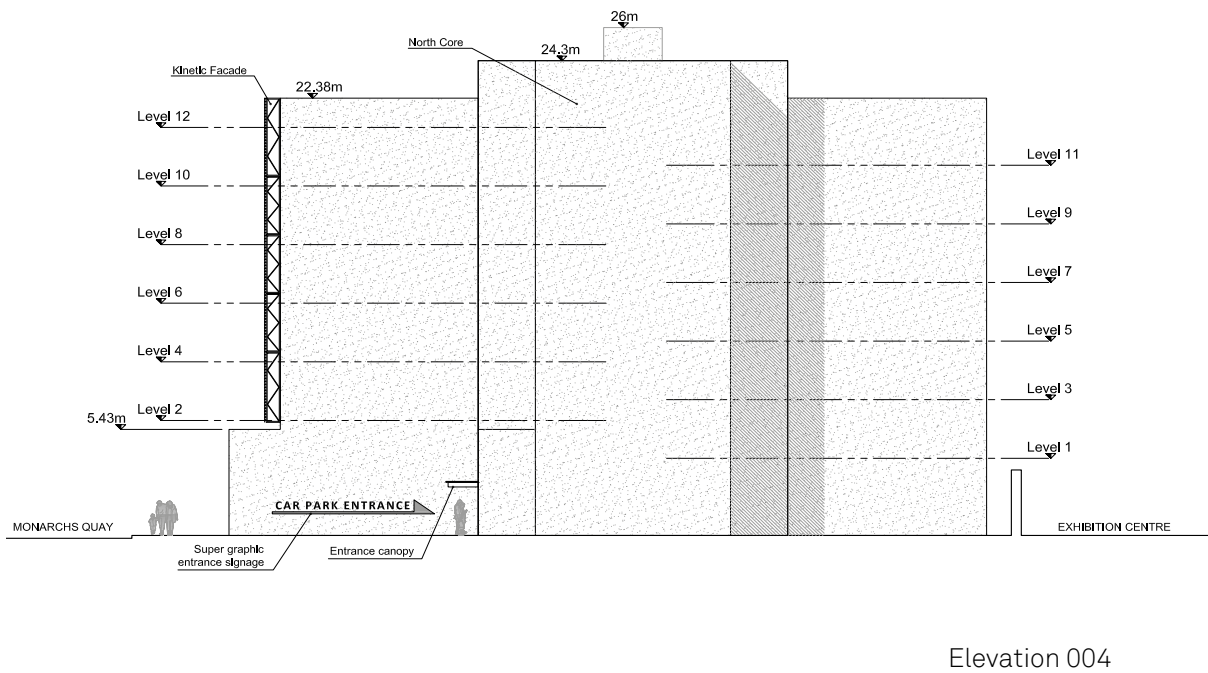 26m
North Core
24.3m
Kinetic Facade
22.38m
Level 12
Level 11
Level 10
Level 9
Level 8
Level 7
Level 6
Level 5
Level 4
Level 3
Level 2
5.43m
Level 1
CAR PARK ENTRANCE
MONARCHS QUAY
EXHIBITION CENTRE
Super graphic
entrance signage
Entrance canopy
Elevation 004